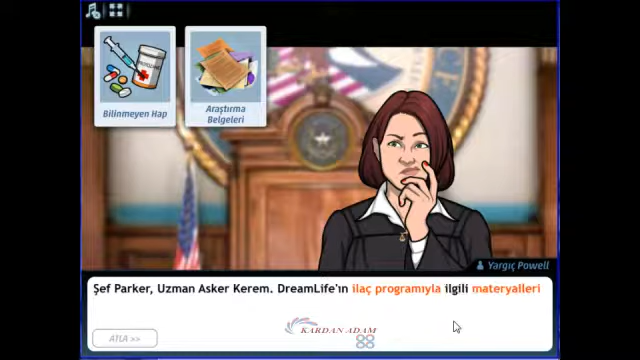 Bilinmeyen Hap
Araştırma
Belgeleri
Yargıç Powell
Şef Parker, Uzman Asker Kerem. DreamLife'ın ilaç programıyla ilgili materyalleri
KARDAN ADAM
ATLA >>